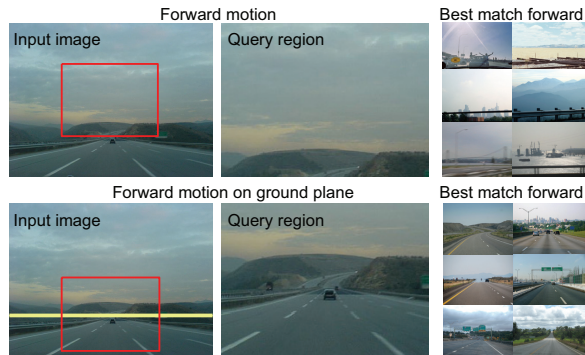 Forward motion
Best match forward
Input image
Query region
Forward motion on ground plane
Best match forward
Input image
Query region